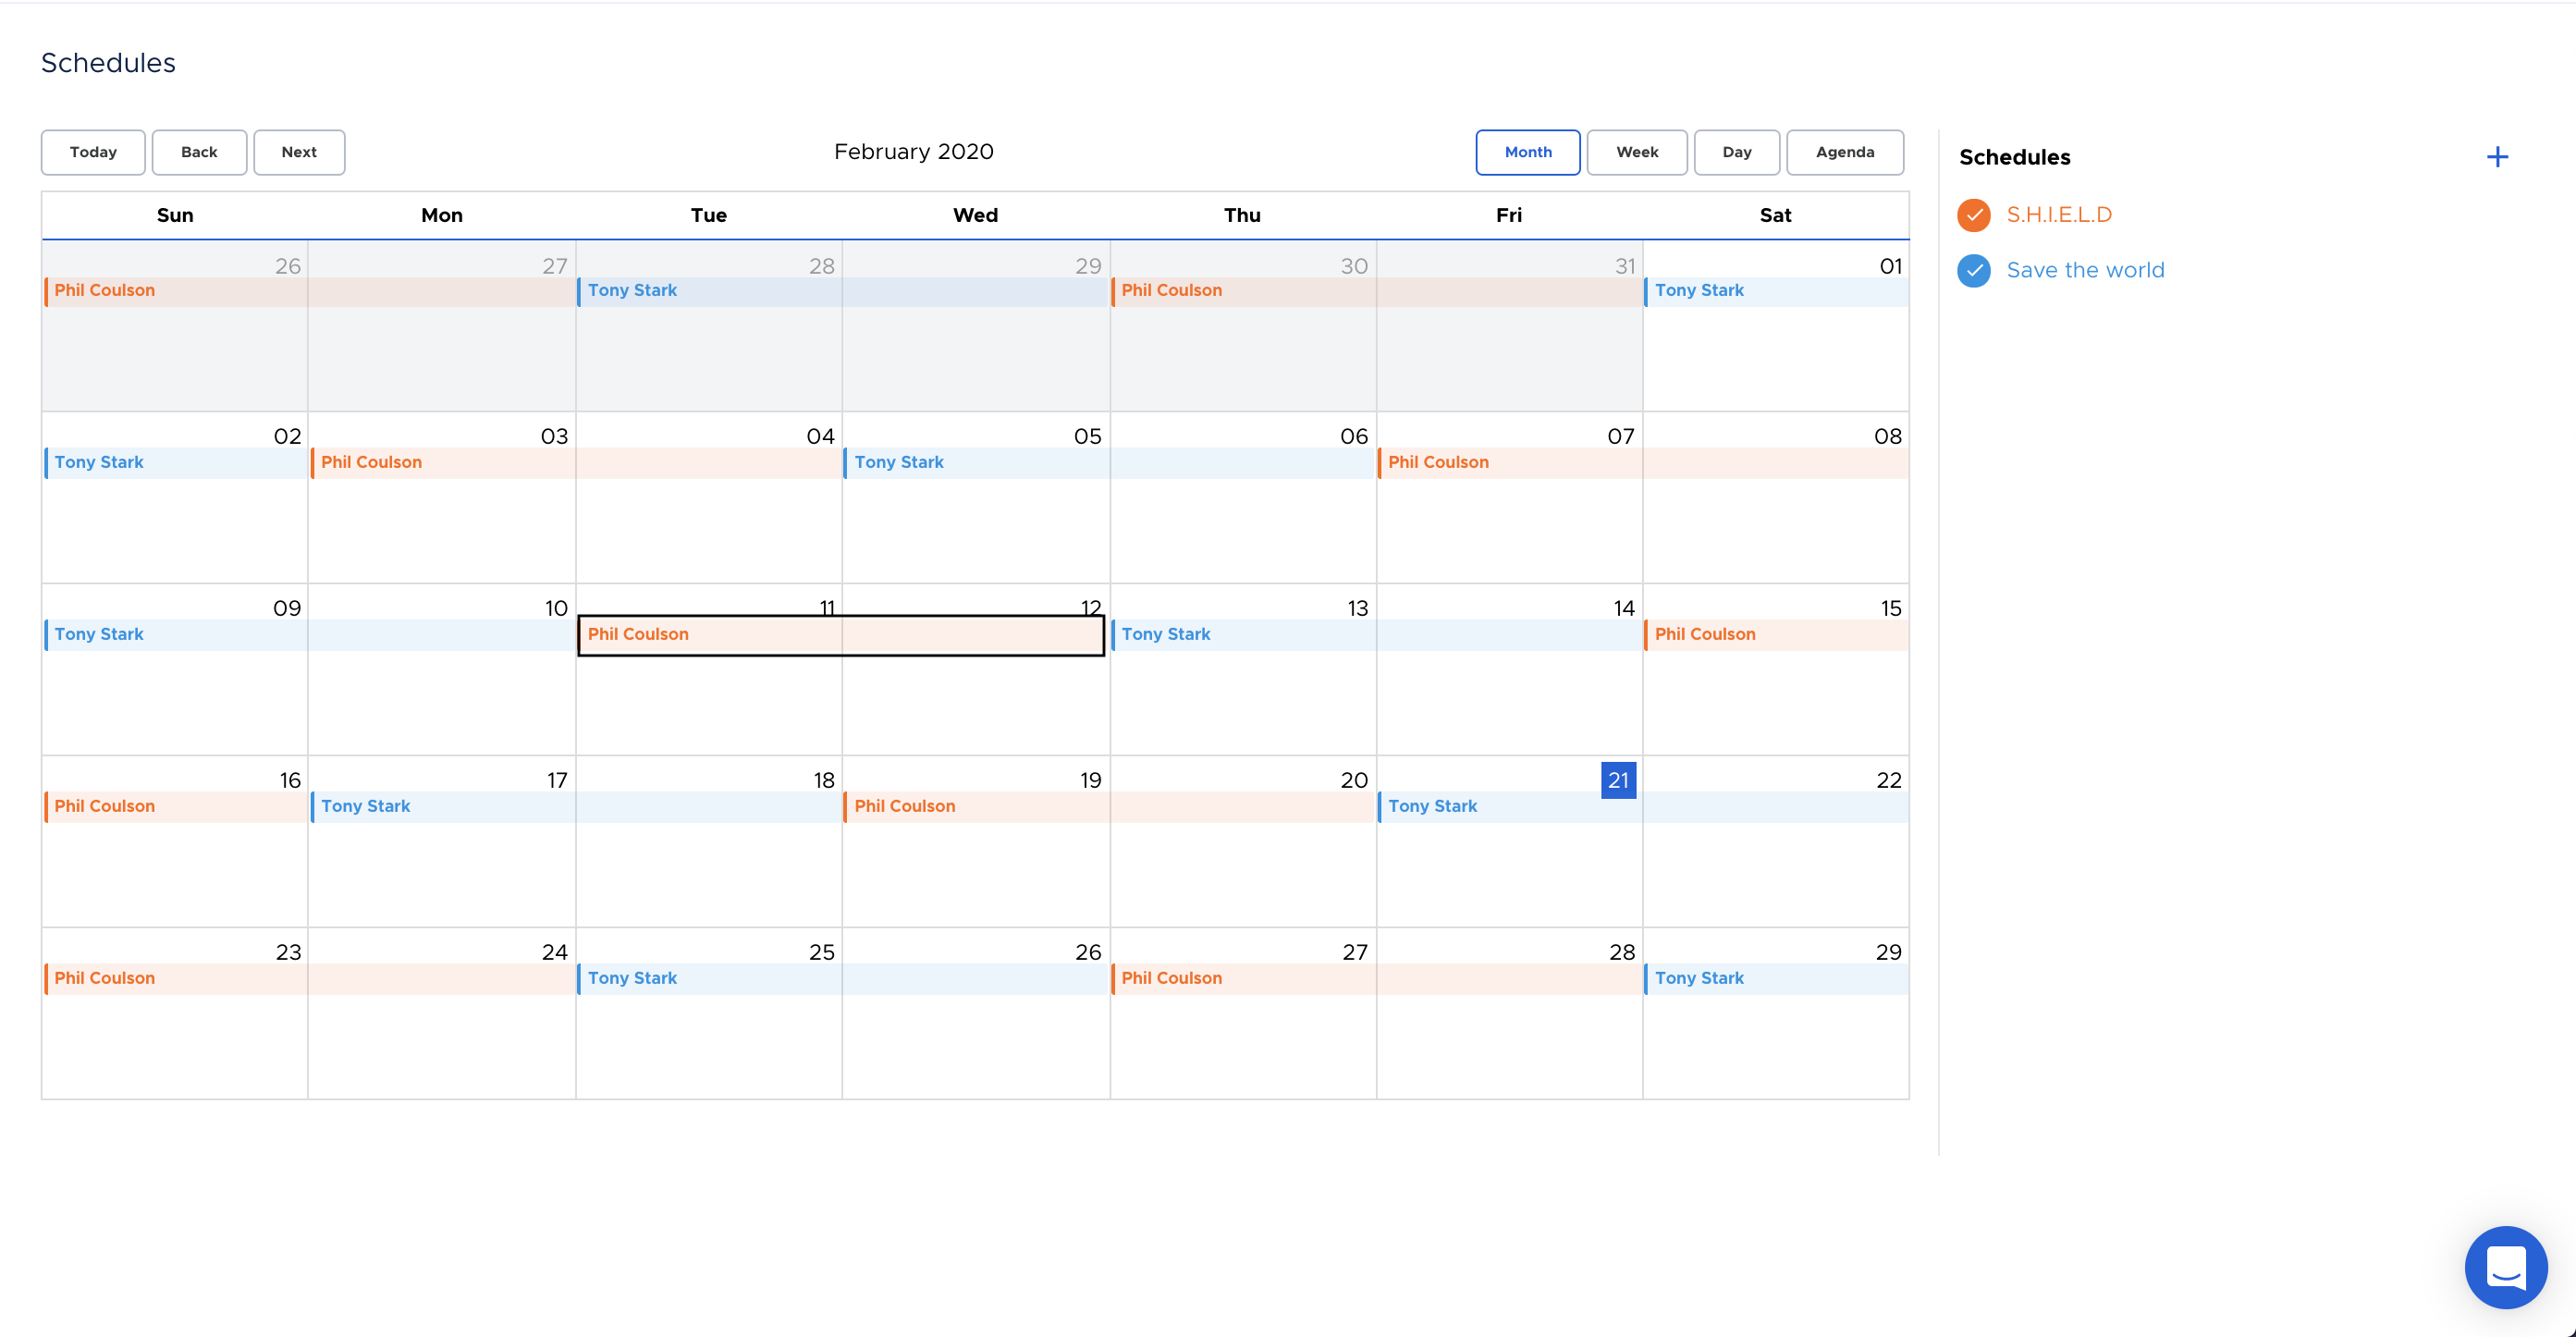 Schedules
Today Back Next February 2020 Month Week Day Agenda
Schedules
S.H.I.E.L.D
Save the world
Sun Mon Tue Wed Thu Fri Sat
26 27 28 29 30 31 01
Phil Coulson Tony Stark Phil Coulson Tony Stark
02 03 04 05 06 07 08
Tony Stark Phil Coulson Tony Stark Phil Coulson
09 10 11 12 13 14 15
Tony Stark Phil Coulson Tony Stark Phil Coulson
16 17 18 19 20 21 22
Phil Coulson Tony Stark Phil Coulson Tony Stark
23 24 25 26 27 28 29
Phil Coulson Tony Stark Phil Coulson Tony Stark